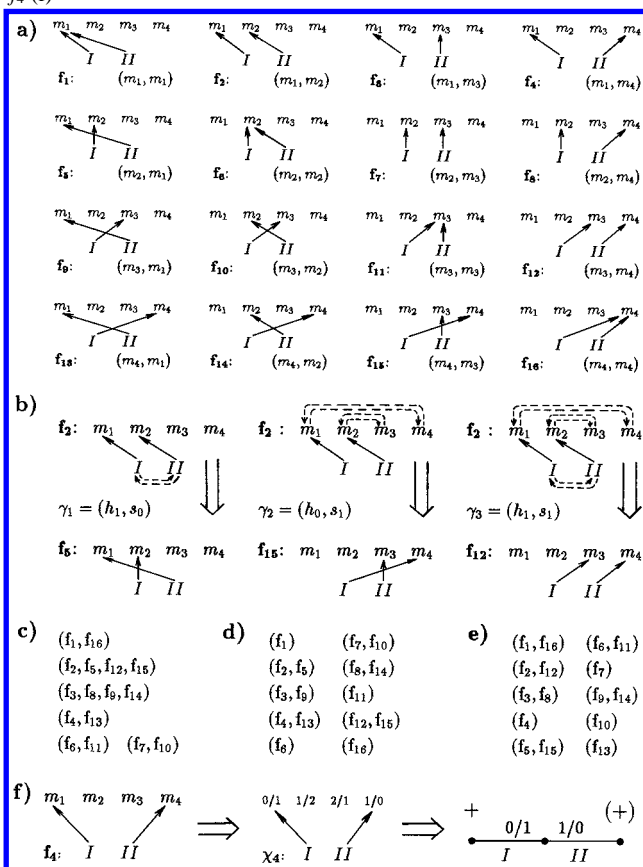 a) m₁ m₂ m₃ m₄ m₁ m₂ m₃ m₄ m₁ m₂ m₃ m₄ m₁ m₂ m₃ m₄
I II I II I II I II
f₁: (m₁, m₁) f₂: (m₁, m₂) f₃: (m₁, m₃) f₄: (m₁, m₄)
m₁ m₂ m₃ m₄ m₁ m₂ m₃ m₄ m₁ m₂ m₃ m₄ m₁ m₂ m₃ m₄
I II I II I II I II
f₅: (m₂, m₁) f₆: (m₂, m₂) f₇: (m₂, m₃) f₈: (m₂, m₄)
m₁ m₂ m₃ m₄ m₁ m₂ m₃ m₄ m₁ m₂ m₃ m₄ m₁ m₂ m₃ m₄
I II I II I II I II
f₉: (m₃, m₁) f₁₀: (m₃, m₂) f₁₁: (m₃, m₃) f₁₂: (m₃, m₄)
m₁ m₂ m₃ m₄ m₁ m₂ m₃ m₄ m₁ m₂ m₃ m₄ m₁ m₂ m₃ m₄
I II I II I II I II
f₁₃: (m₄, m₁) f₁₄: (m₄, m₂) f₁₅: (m₄, m₃) f₁₆: (m₄, m₄)
b)
f₂: m₁ m₂ m₃ m₄ f₂ : m₁ m₂ m₃ m₄ f₂ : m₁ m₂ m₃ m₄
I II I II I II
γ₁ = (h₁, s₀) γ₂ = (h₀, s₁) γ₃ = (h₁, s₁)
f₅: m₁ m₂ m₃ m₄ f₁₅: m₁ m₂ m₃ m₄ f₁₂: m₁ m₂ m₃ m₄
I II I II I II
c) (f₁, f₁₆)
(f₂, f₅, f₁₂, f₁₅)
(f₃, f₈, f₉, f₁₄)
(f₄, f₁₃)
(f₆, f₁₁) (f₇, f₁₀)
d) (f₁) (f₇, f₁₀)
(f₂, f₅) (f₈, f₁₄)
(f₃, f₉) (f₁₁)
(f₄, f₁₃) (f₁₂, f₁₅)
(f₆) (f₁₆)
e) (f₁, f₁₆) (f₆, f₁₁)
(f₂, f₁₂) (f₇)
(f₃, f₈) (f₉, f₁₄)
(f₄) (f₁₀)
(f₅, f₁₅) (f₁₃)
f) m₁ m₂ m₃ m₄ 0/1 1/2 2/1 1/0 + (+)
0/1 1/0
f₄: I II χ₄: I II I II